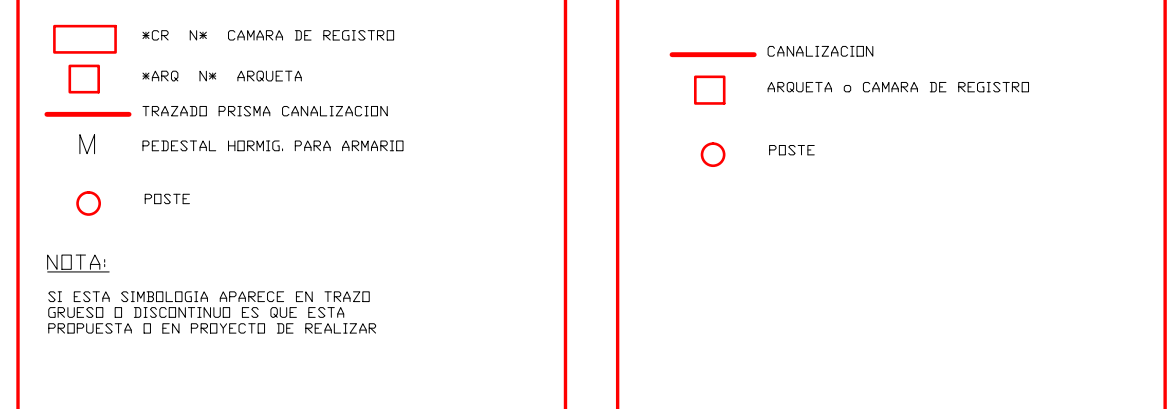 *CR N* CAMARA DE REGISTRO
*ARQ N* ARQUETA
TRAZADO PRISMA CANALIZACION
M PEDESTAL HORMIG. PARA ARMARIO
POSTE
NOTA:
SI ESTA SIMBOLOGIA APARECE EN TRAZO
GRUESO O DISCONTINUO ES QUE ESTA
PROPUESTA O EN PROYECTO DE REALIZAR
CANALIZACION
ARQUETA o CAMARA DE REGISTRO
POSTE